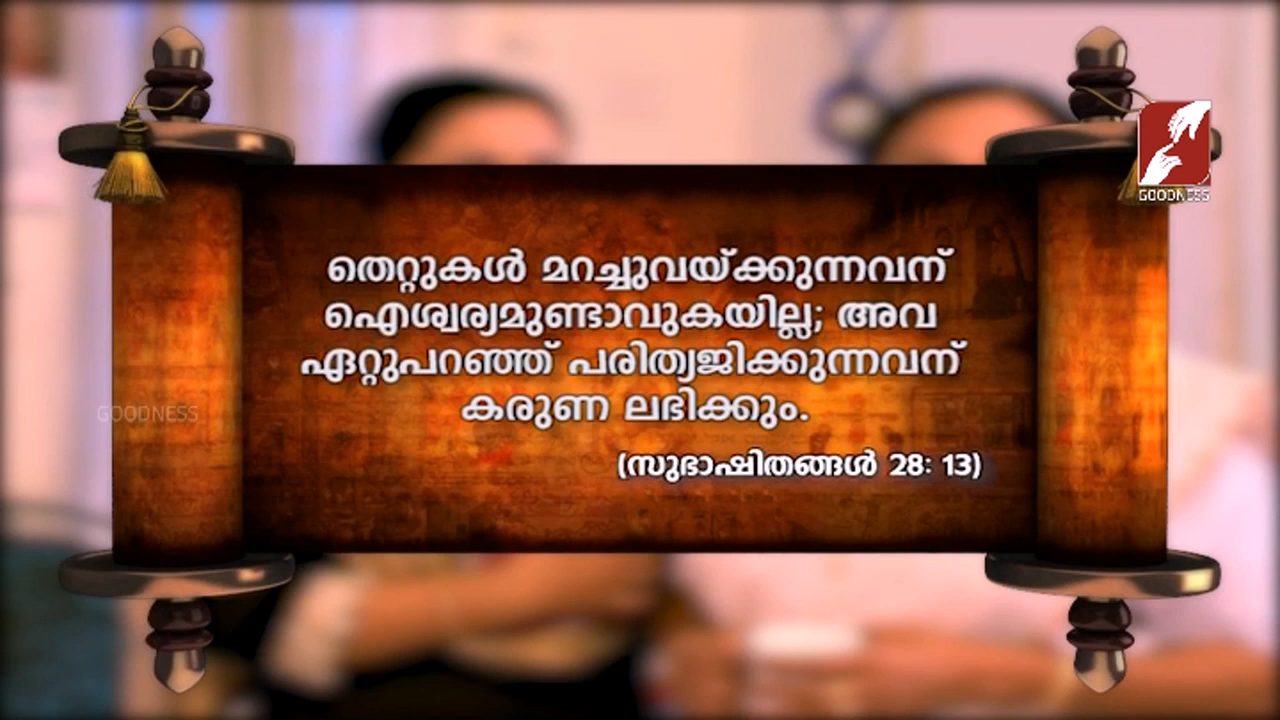 തെറ്റുകൾ മറച്ചുവയ്ക്കുന്നവന്
ഐശ്വര്യമുണ്ടാവുകയില്ല; അവ
ഏറ്റുപറഞ്ഞ് പരിത്യജിക്കുന്നവന്
കരുണ ലഭിക്കും.
(സുഭാഷിതങ്ങൾ 28: 13)
GOODNESS
GOODNESS